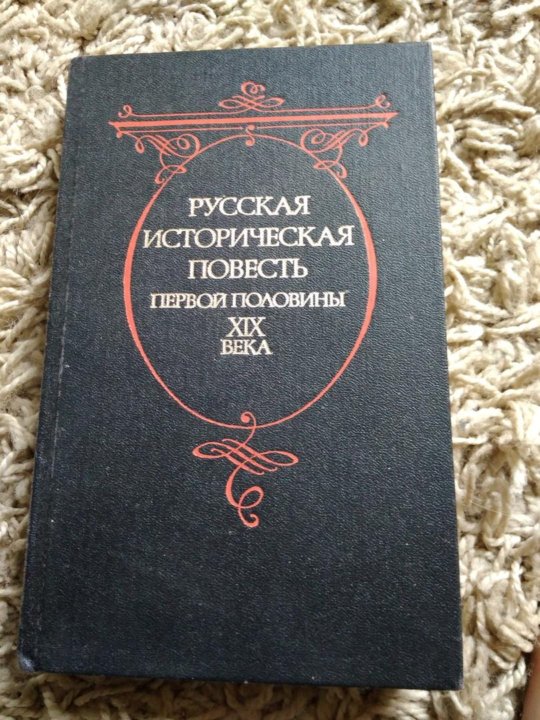 РУССКАЯ
ИСТОРИЧЕСКАЯ
ПОВЕСТЬ
ПЕРВОЙ ПОЛОВИНЫ
XIX
ВЕКА